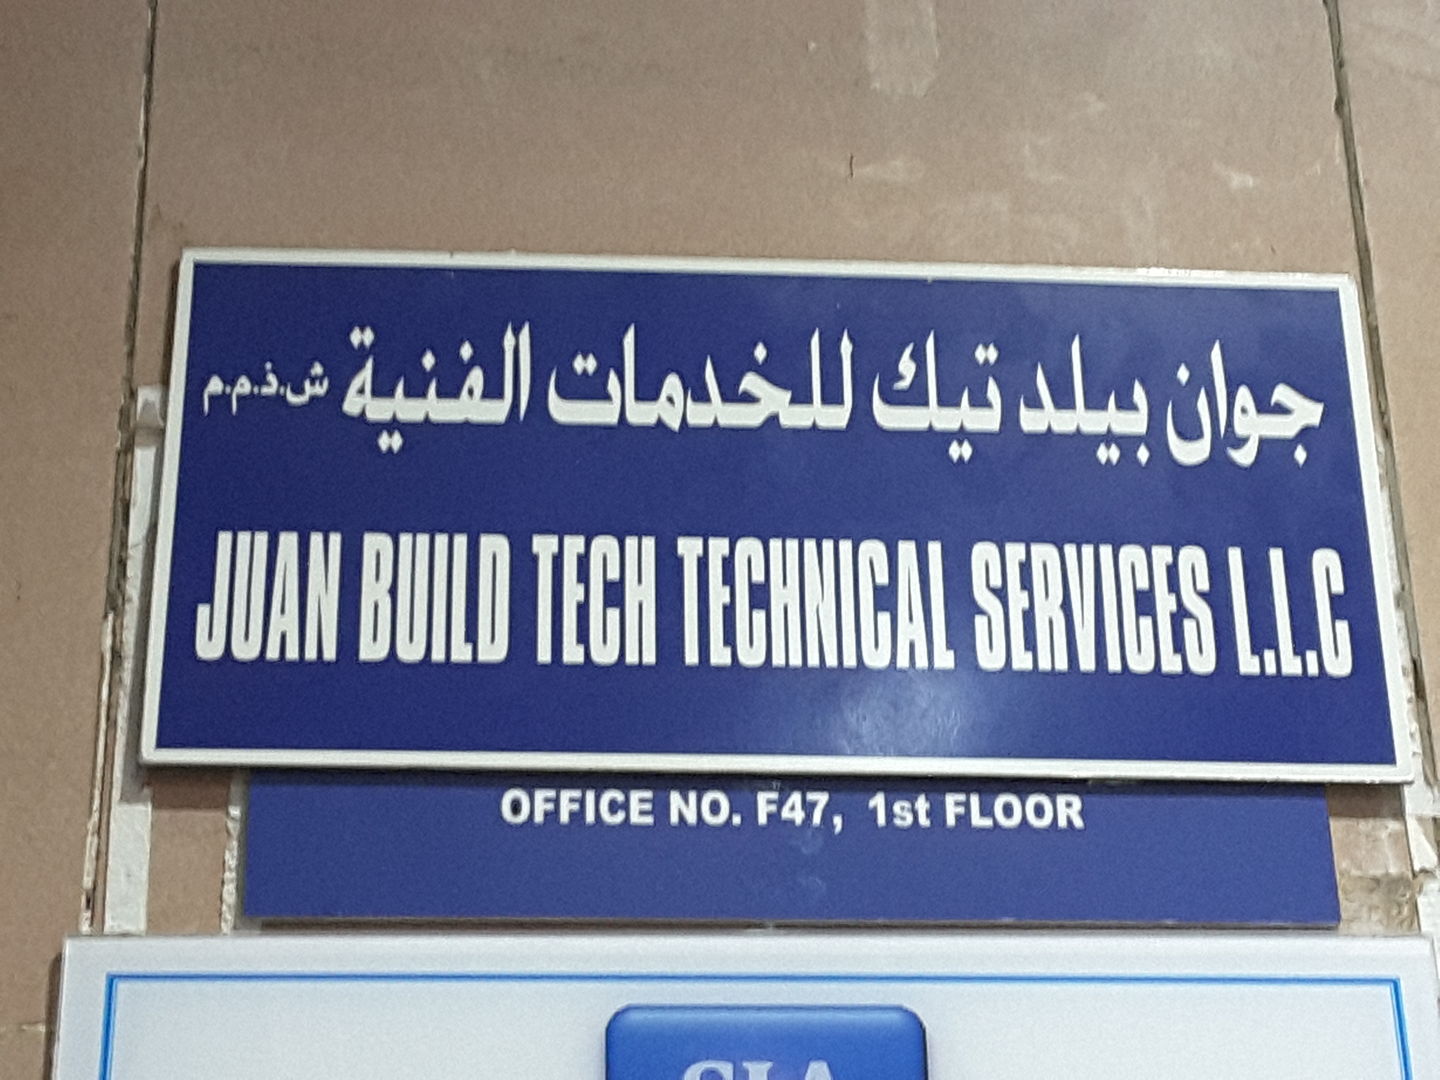 جوان بيلد تيك للخدمات الفنية ش.ذ.م.م
JUAN BUILD TECH TECHNICAL SERVICES L.L.C
OFFICE NO. F47, 1st FLOOR